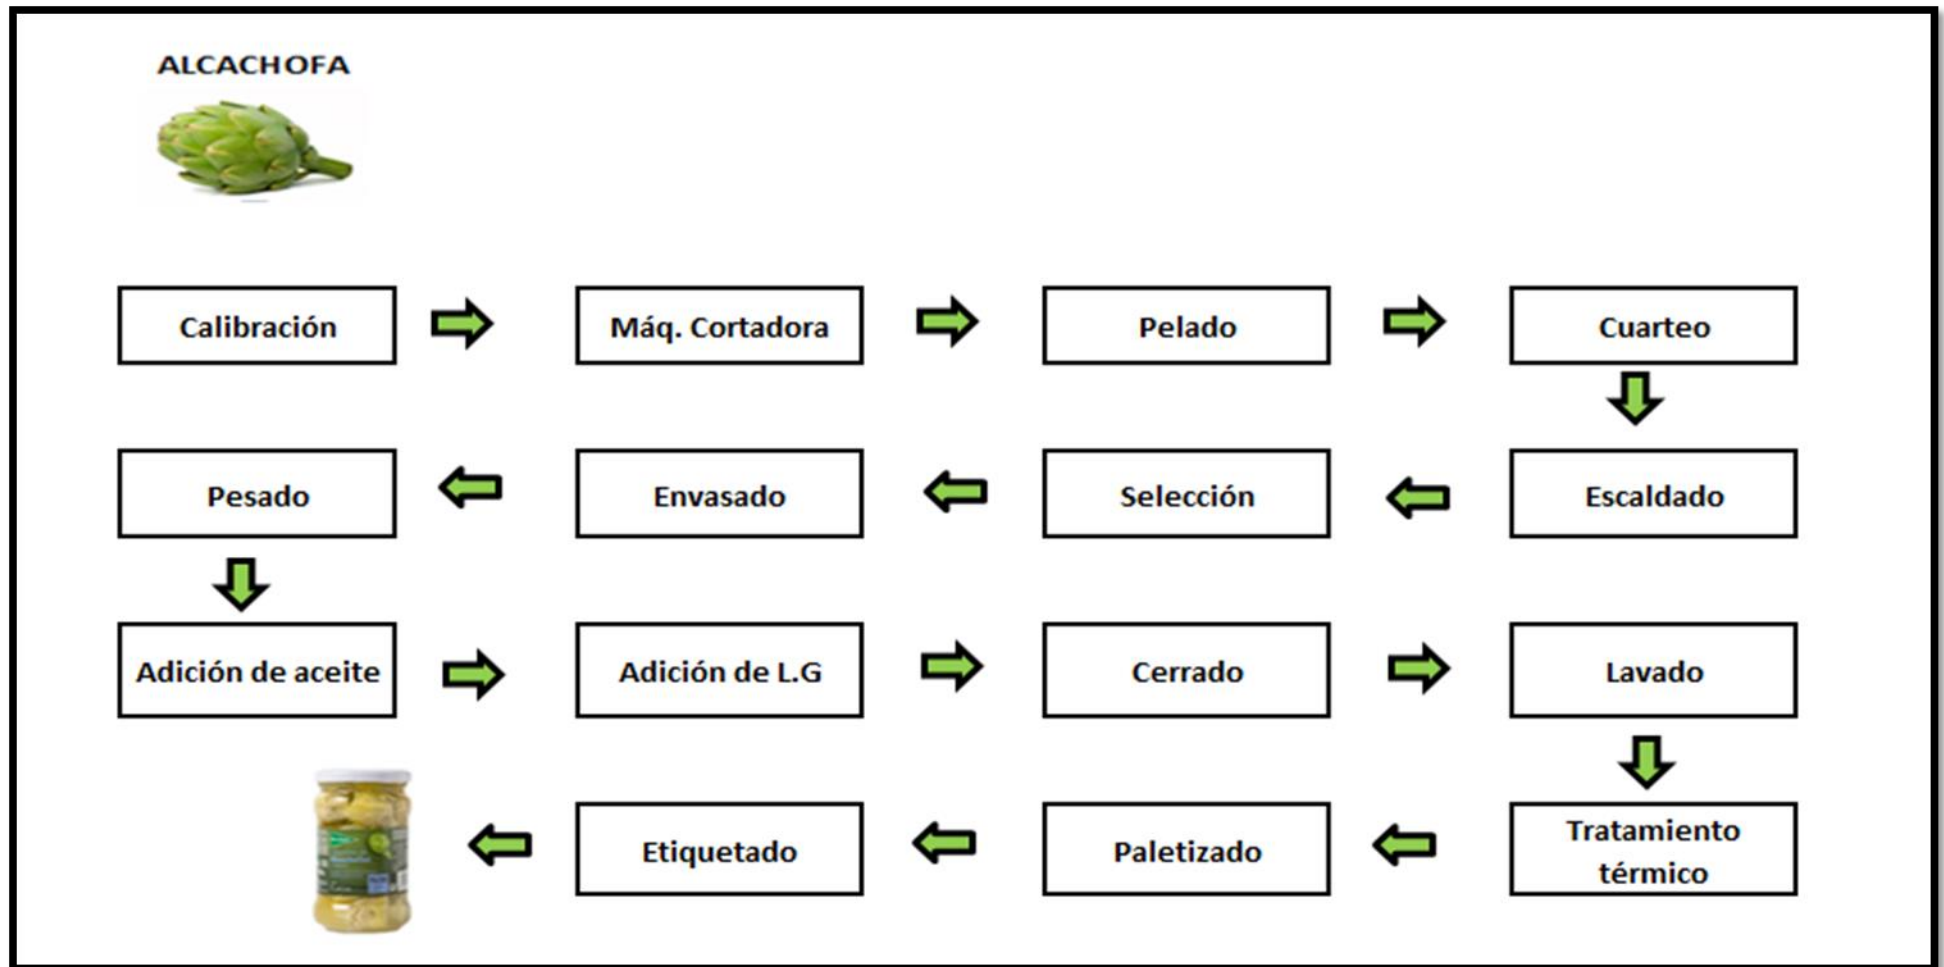 ALCACHOFA
Calibración
Máq. Cortadora
Pelado
Cuarteo
Escaldado
Selección
Envasado
Pesado
Adición de aceite
Adición de L.G
Cerrado
Lavado
Tratamiento
térmico
Paletizado
Etiquetado